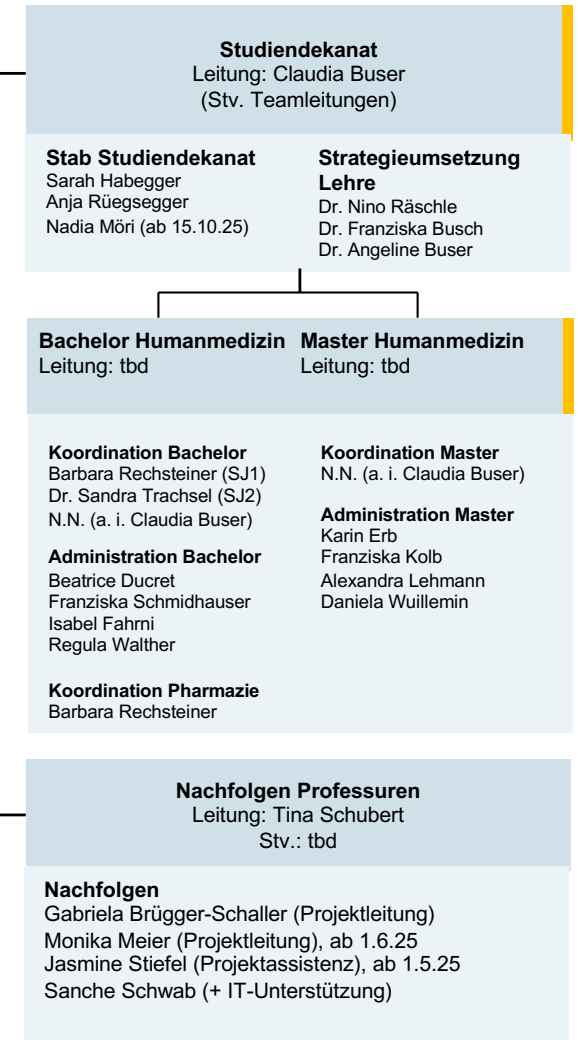 Studiendekanat
Leitung: Claudia Buser
(Stv. Teamleitungen)
Stab Studiendekanat
Sarah Habegger
Anja Rüegsegger
Nadia Möri (ab 15.10.25)
Strategieumsetzung
Lehre
Dr. Nino Räschle
Dr. Franziska Busch
Dr. Angeline Buser
Bachelor Humanmedizin
Leitung: tbd
Master Humanmedizin
Leitung: tbd
Koordination Bachelor
Barbara Rechsteiner (SJ1)
Dr. Sandra Trachsel (SJ2)
N.N. (a. i. Claudia Buser)
Administration Bachelor
Beatrice Ducret
Franziska Schmidhauser
Isabel Fahrni
Regula Walther
Koordination Pharmazie
Barbara Rechsteiner
Koordination Master
N.N. (a. i. Claudia Buser)
Administration Master
Karin Erb
Franziska Kolb
Alexandra Lehmann
Daniela Wuillemin
Nachfolgen Professuren
Leitung: Tina Schubert
Stv.: tbd
Nachfolgen
Gabriela Brügger-Schaller (Projektleitung)
Monika Meier (Projektleitung), ab 1.6.25
Jasmine Stiefel (Projektassistenz), ab 1.5.25
Sanche Schwab (+ IT-Unterstützung)